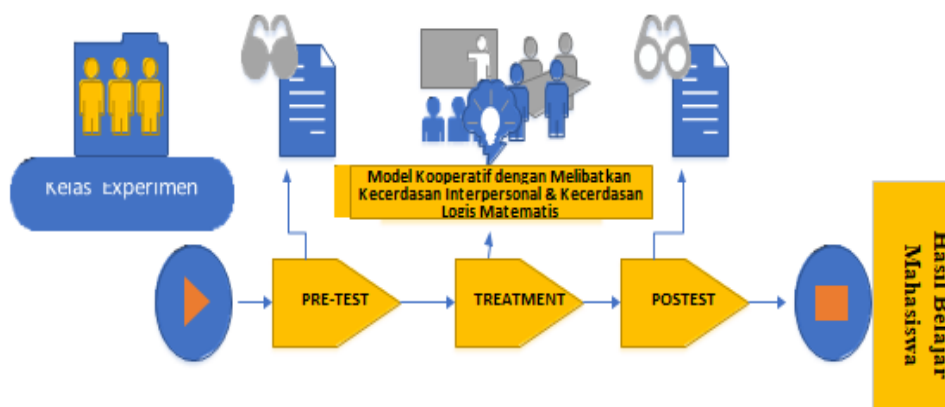 Kelas Experimen
Model Kooperatif dengan Melibatkan
Kecerdasan Interpersonal & Kecerdasan
Logis Matematis
PRE-TEST
TREATMENT
POSTEST
Hasil Belajar
Mahasiswa